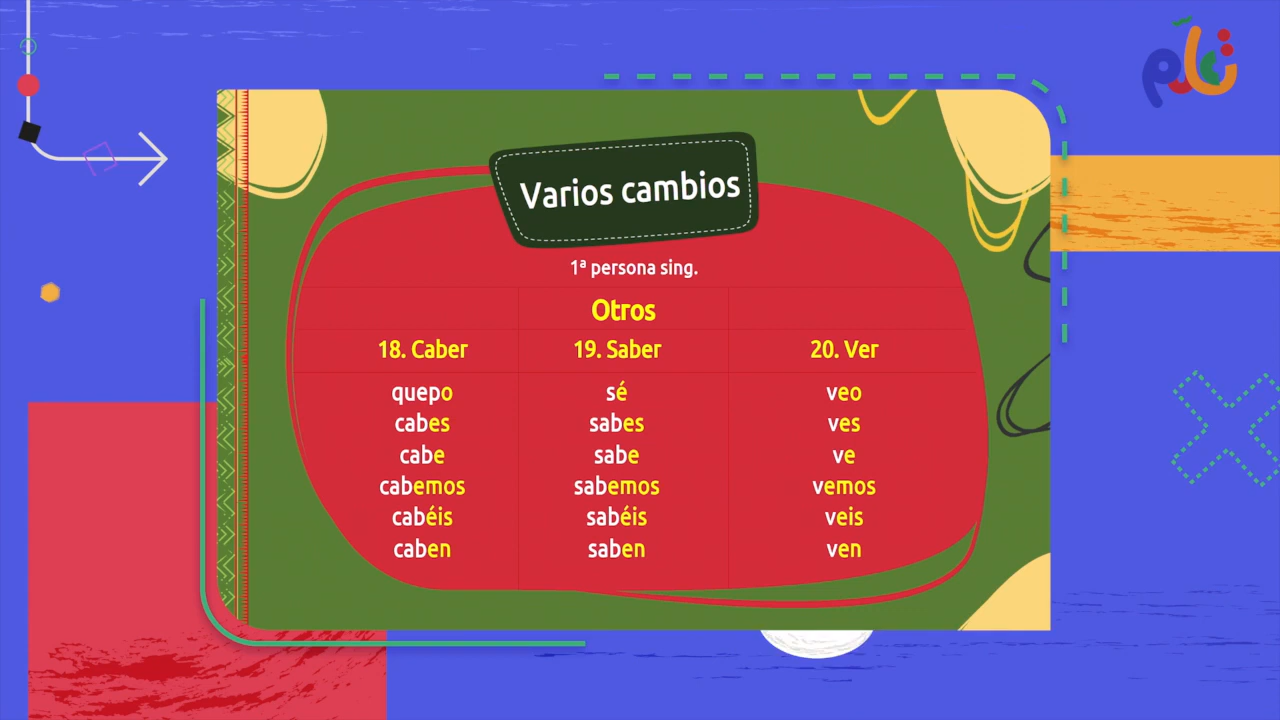 تعلم
Varios cambios
1ª persona sing.
Otros
18. Caber 19. Saber 20. Ver
quepo sé veo
cabes sabes ves
cabe sabe ve
cabemos sabemos vemos
cabéis sabéis veis
caben saben ven